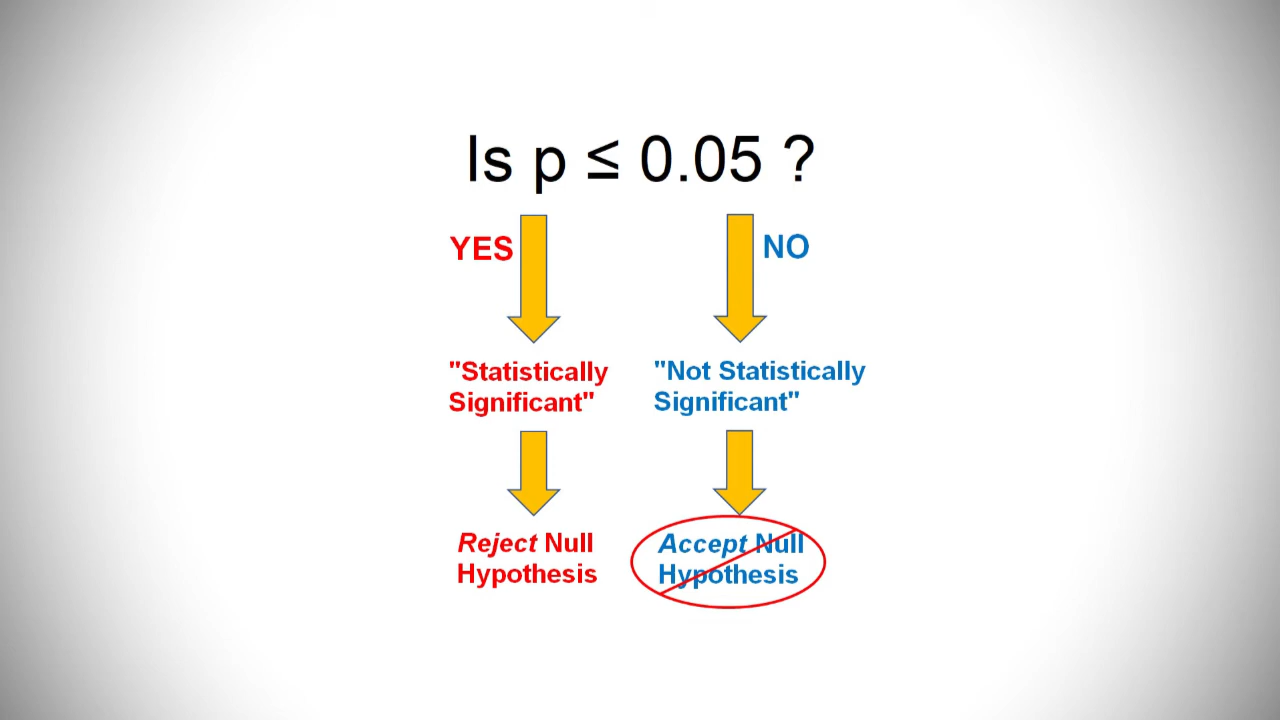 Is p ≤ 0.05 ?
YES
NO
"Statistically
Significant"
"Not Statistically
Significant"
Reject Null
Hypothesis
Accept Null
Hypothesis